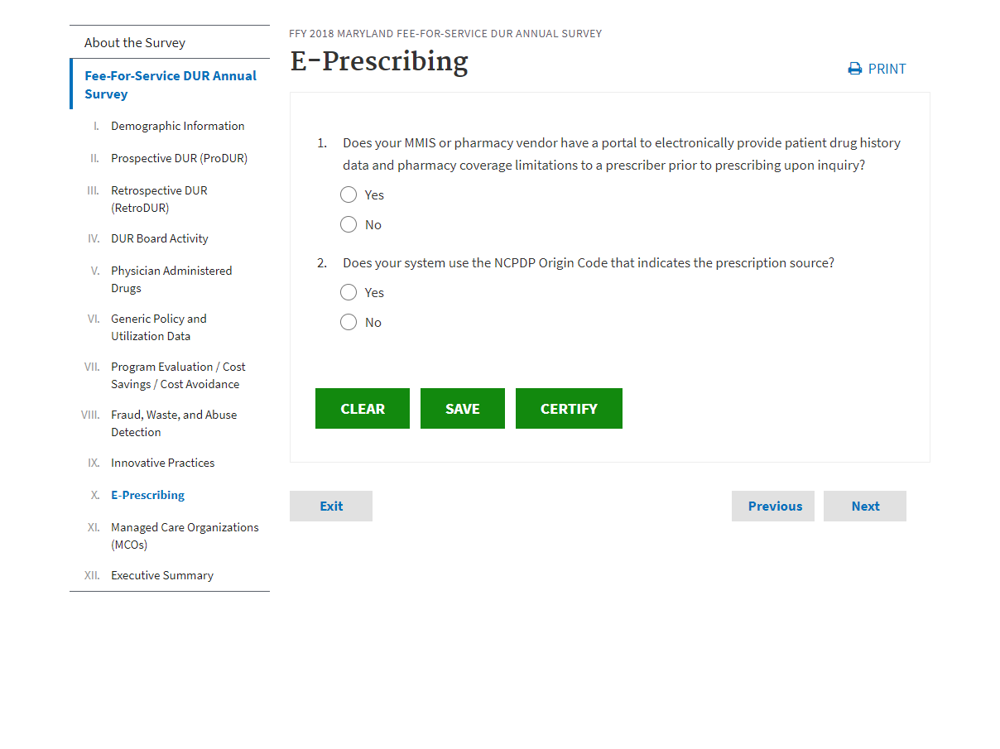 About the Survey
Fee-For-Service DUR Annual
Survey
I. Demographic Information
II. Prospective DUR (ProDUR)
III. Retrospective DUR
(RetroDUR)
IV. DUR Board Activity
V. Physician Administered
Drugs
VI. Generic Policy and
Utilization Data
VII. Program Evaluation / Cost
Savings / Cost Avoidance
VIII. Fraud, Waste, and Abuse
Detection
IX. Innovative Practices
X. E-Prescribing
XI. Managed Care Organizations
(MCOs)
XII. Executive Summary
FFY 2018 MARYLAND FEE-FOR-SERVICE DUR ANNUAL SURVEY
E-Prescribing
PRINT
1. Does your MMIS or pharmacy vendor have a portal to electronically provide patient drug history
data and pharmacy coverage limitations to a prescriber prior to prescribing upon inquiry?
Yes
No
2. Does your system use the NCPDP Origin Code that indicates the prescription source?
Yes
No
CLEAR SAVE CERTIFY
Exit Previous Next